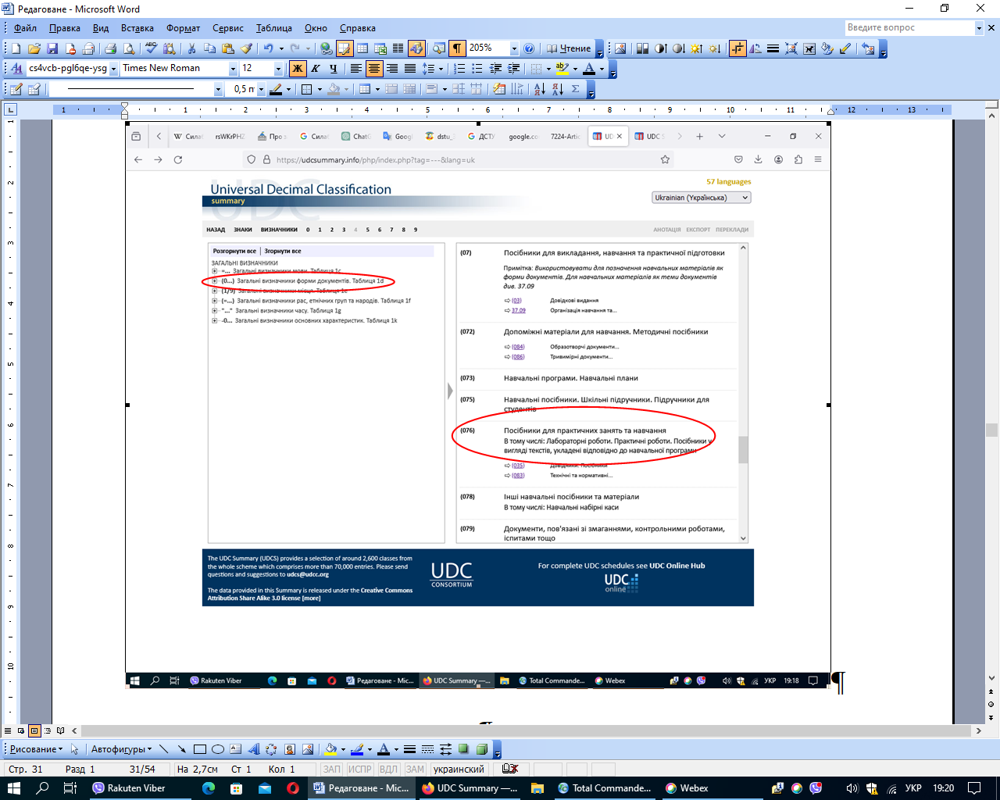 Редаговане - Microsoft Word
Файл Правка Вид Вставка Формат Сервис Таблица Окно Справка
Введите вопрос
205% Чтение
cs4vcb-pgl6qe-ysg Times New Roman 12 Ж К Ч
0,5 п
1 1 2 3 4 5 6 7 8 9 10 11 12 13
Сила rsWKrPHZ Про з Сила ChatG Googl dstu_ ДСТУ google.co 7224-Artic UD UDC S
https://udcsummary.info/php/index.php?tag=---&lang=uk
57 languages
Universal Decimal Classification
summary
Ukrainian (Українська)
НАЗАД ЗНАКИ ВИЗНАЧНИКИ 0 1 2 3 4 5 6 7 8 9
АНОТАЦІЯ ЕКСПОРТ ПЕРЕКЛАДИ
Розгорнути все | Згорнути все
ЗАГАЛЬНІ ВИЗНАЧНИКИ
=... Загальні визначники мови. Таблиця 1c
(0...) Загальні визначники форми документів. Таблиця 1d
(1/9) Загальні визначники місця. Таблиця 1e
(=...) Загальні визначники рас, етнічних груп та народів. Таблиця 1f
"..." Загальні визначники часу. Таблиця 1g
-0... Загальні визначники основних характеристик. Таблиця 1k
(07) Посібники для викладання, навчання та практичної підготовки
Примітка: Використовувати для позначення навчальних матеріалів як
форми документів. Для навчальних матеріалів як теми документів
див. 37.09
⇨ (03) Довідкові видання
⇨ 37.09 Організація навчання та...
(072) Допоміжні матеріали для навчання. Методичні посібники
⇨ (084) Образотворчі документи...
⇨ (086) Тривимірні документи...
(073) Навчальні програми. Навчальні плани
(075) Навчальні посібники. Шкільні підручники. Підручники для
студентів
(076) Посібники для практичних занять та навчання
В тому числі: Лабораторні роботи. Практичні роботи. Посібники у
вигляді текстів, укладені відповідно до навчальної програми
⇨ (035) Довідники. Посібники
⇨ (083) Технічні та нормативні...
(078) Інші навчальні посібники та матеріали
В тому числі: Навчальні набірні каси
(079) Документи, пов'язані зі змаганнями, контрольними роботами,
іспитами тощо
The UDC Summary (UDCS) provides a selection of around 2,600 classes from
the whole scheme which comprises more than 70,000 entries. Please send
questions and suggestions to udcs@udcc.org
The data provided in this Summary is released under the Creative Commons
Attribution Share Alike 3.0 license [more]
UDC
CONSORTIUM
For complete UDC schedules see UDC Online Hub
UDC
online
Rakuten Viber Редаговане - Mic... UDC Summary —... Total Commande... Webex УКР 19:18
¶
Рисование Автофигуры
Стр. 31 Разд 1 31/54 На 2,7см Ст 1 Кол 1 ЗАП ИСПР ВДЛ ЗАМ украинский
Rakuten Viber Редаговане - Mic... UDC Summary —... Total Commande... Webex УКР 19:20